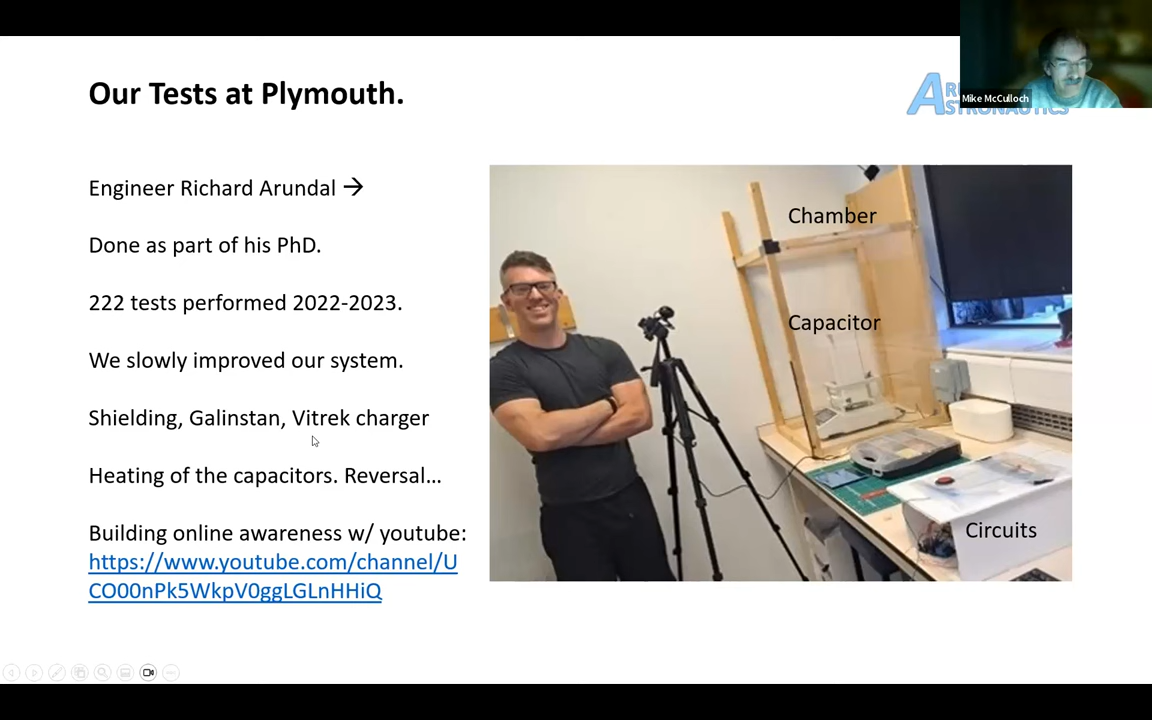 Our Tests at Plymouth.
Mike McCulloch
STRONAUTICS
Engineer Richard Arundal →
Done as part of his PhD.
222 tests performed 2022-2023.
We slowly improved our system.
Shielding, Galinstan, Vitrek charger
Heating of the capacitors. Reversal...
Building online awareness w/ youtube:
https://www.youtube.com/channel/U
CO00nPk5WkpV0ggLGLnHHiQ
Chamber
Capacitor
Circuits